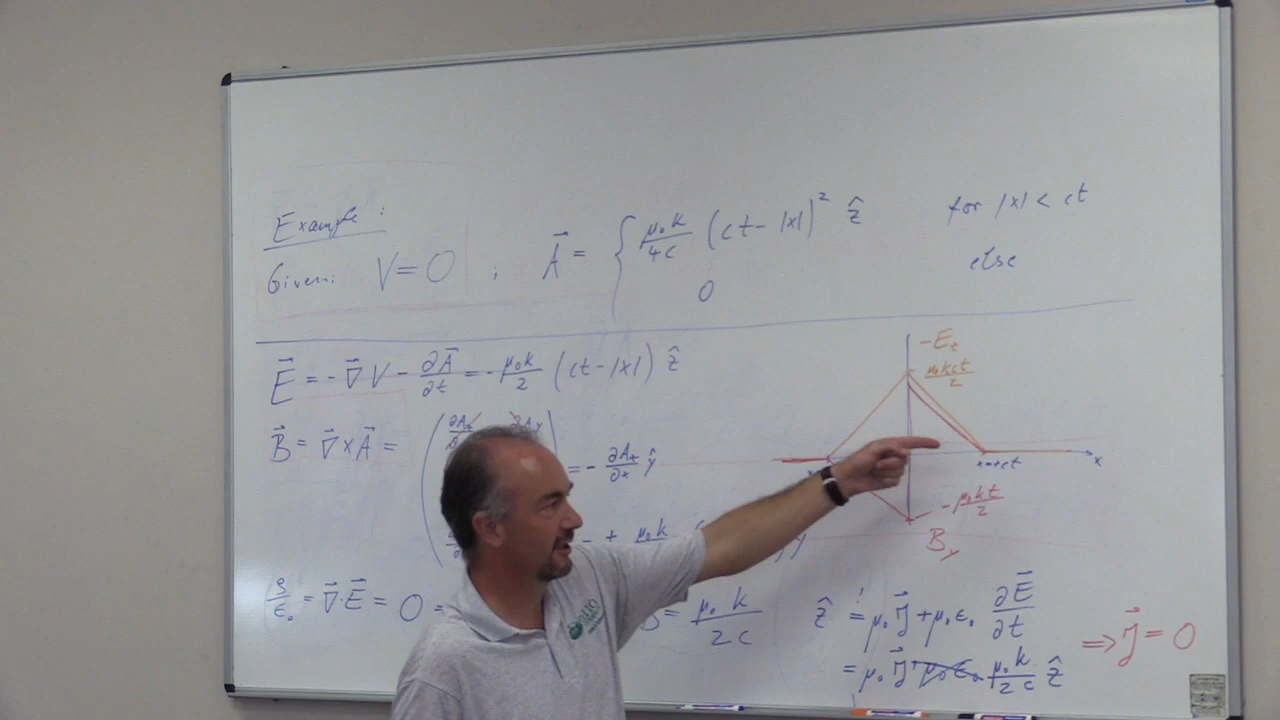 Example:
Given: V=0 ; A⃗ = { μ₀k/4c (ct-|x|)² ẑ for |x| < ct
0 else
E⃗ = -∇⃗V - ∂A⃗/∂t = -μ₀k/2 (ct-|x|) ẑ
B⃗ = ∇⃗×A⃗ =
= -∂A_z/∂x ŷ
+ μ₀k
ρ/ε₀ = ∇⃗·E⃗ = 0 =
= μ₀k/2c ẑ = μ₀J⃗ + μ₀ε₀ ∂E⃗/∂t
!
= μ₀J⃗
μ₀k/2c ẑ
⇒ J⃗ = 0
-E_z
μ₀kct/2
x=+ct
x
-μ₀kt/2
B_y